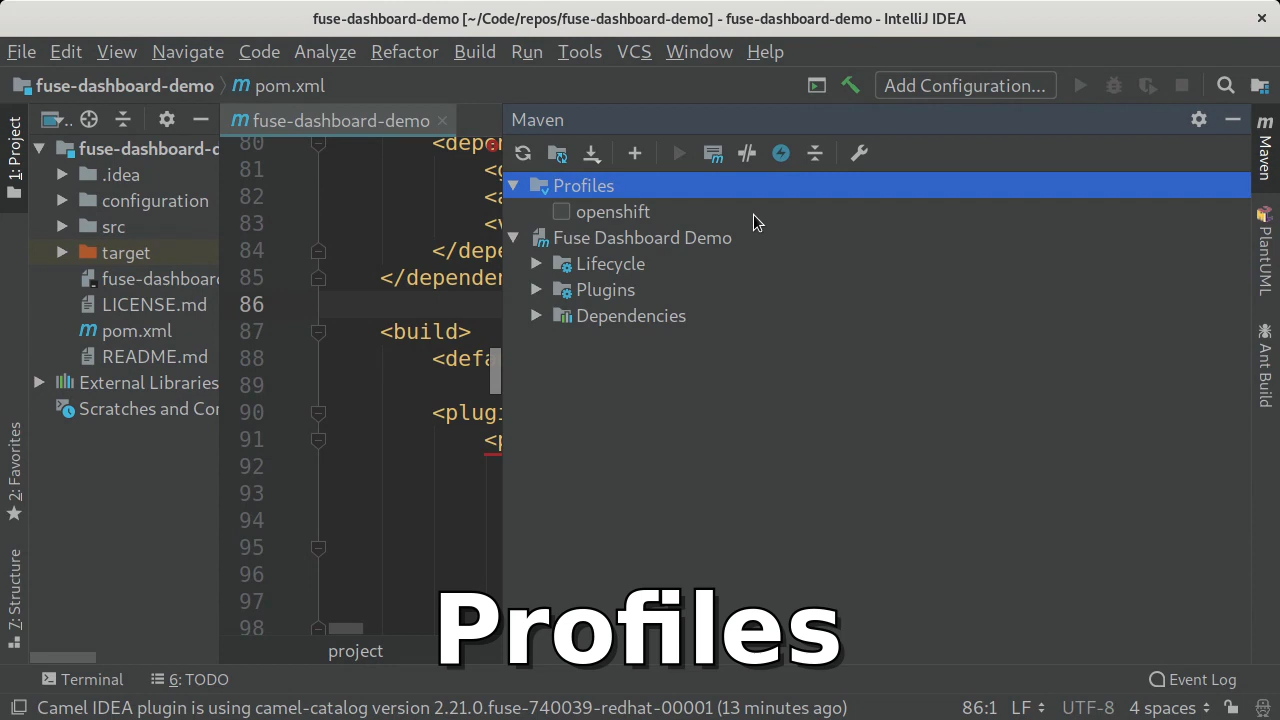 fuse-dashboard-demo [~/Code/repos/fuse-dashboard-demo] - fuse-dashboard-demo - IntelliJ IDEA
File Edit View Navigate Code Analyze Refactor Build Run Tools VCS Window Help
fuse-dashboard-demo pom.xml Add Configuration...
1: Project
2: Favorites
7: Structure
fuse-dashboard-d
.idea
configuration
src
target
fuse-dashboard
LICENSE.md
pom.xml
README.md
External Libraries
Scratches and Cor
fuse-dashboard-demo
80 <depen
81 <g
82 <a
83 <v
84 </depe
85 </dependen
86
87 <build>
88 <defa
89
90 <plugi
91 <p
92
93
94
95
96
97
98
project
Maven
Profiles
openshift
Fuse Dashboard Demo
Lifecycle
Plugins
Dependencies
Maven
PlantUML
Ant Build
Profiles
Terminal 6: TODO Event Log
Camel IDEA plugin is using camel-catalog version 2.21.0.fuse-740039-redhat-00001 (13 minutes ago) 86:1 LF UTF-8 4 spaces